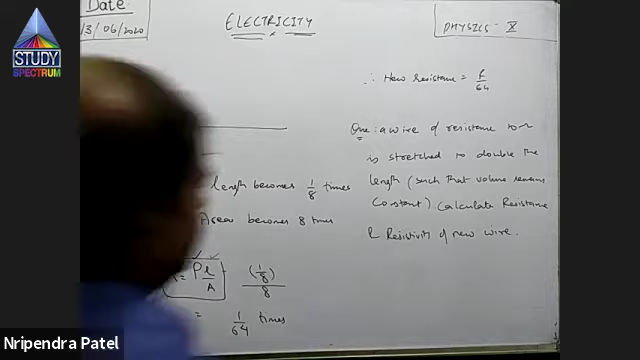 Date
3/06/2020
STUDY
SPECTRUM
ELECTRICITY
PHYSICS - X
∴ New resistance = R/64
length becomes 1/8 times
Area becomes 8 times
= ρ l/A (1/8)/8
= 1/64 times
Que: a wire of resistance 10 Ω
is stretched to double the
length (such that volume remains
constant). Calculate Resistance
& Resistivity of new wire.
Nripendra Patel